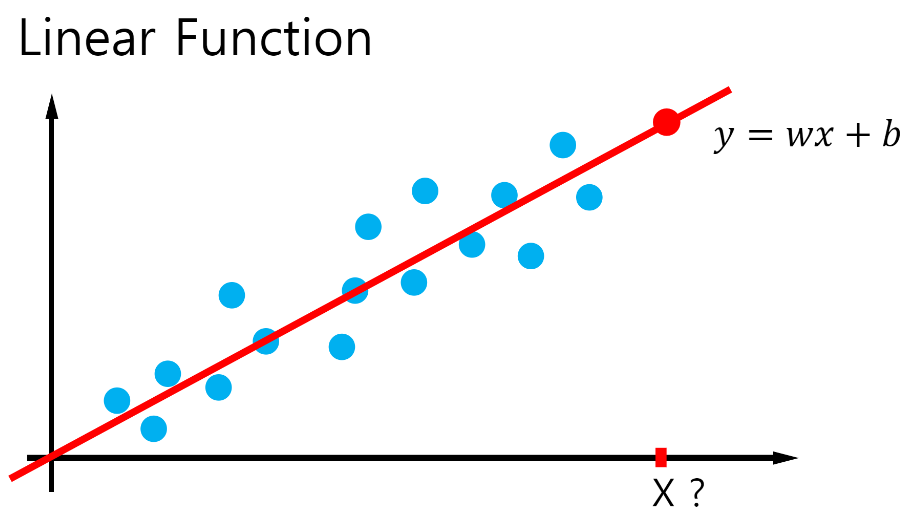 Linear Function
y = wx + b
X ?